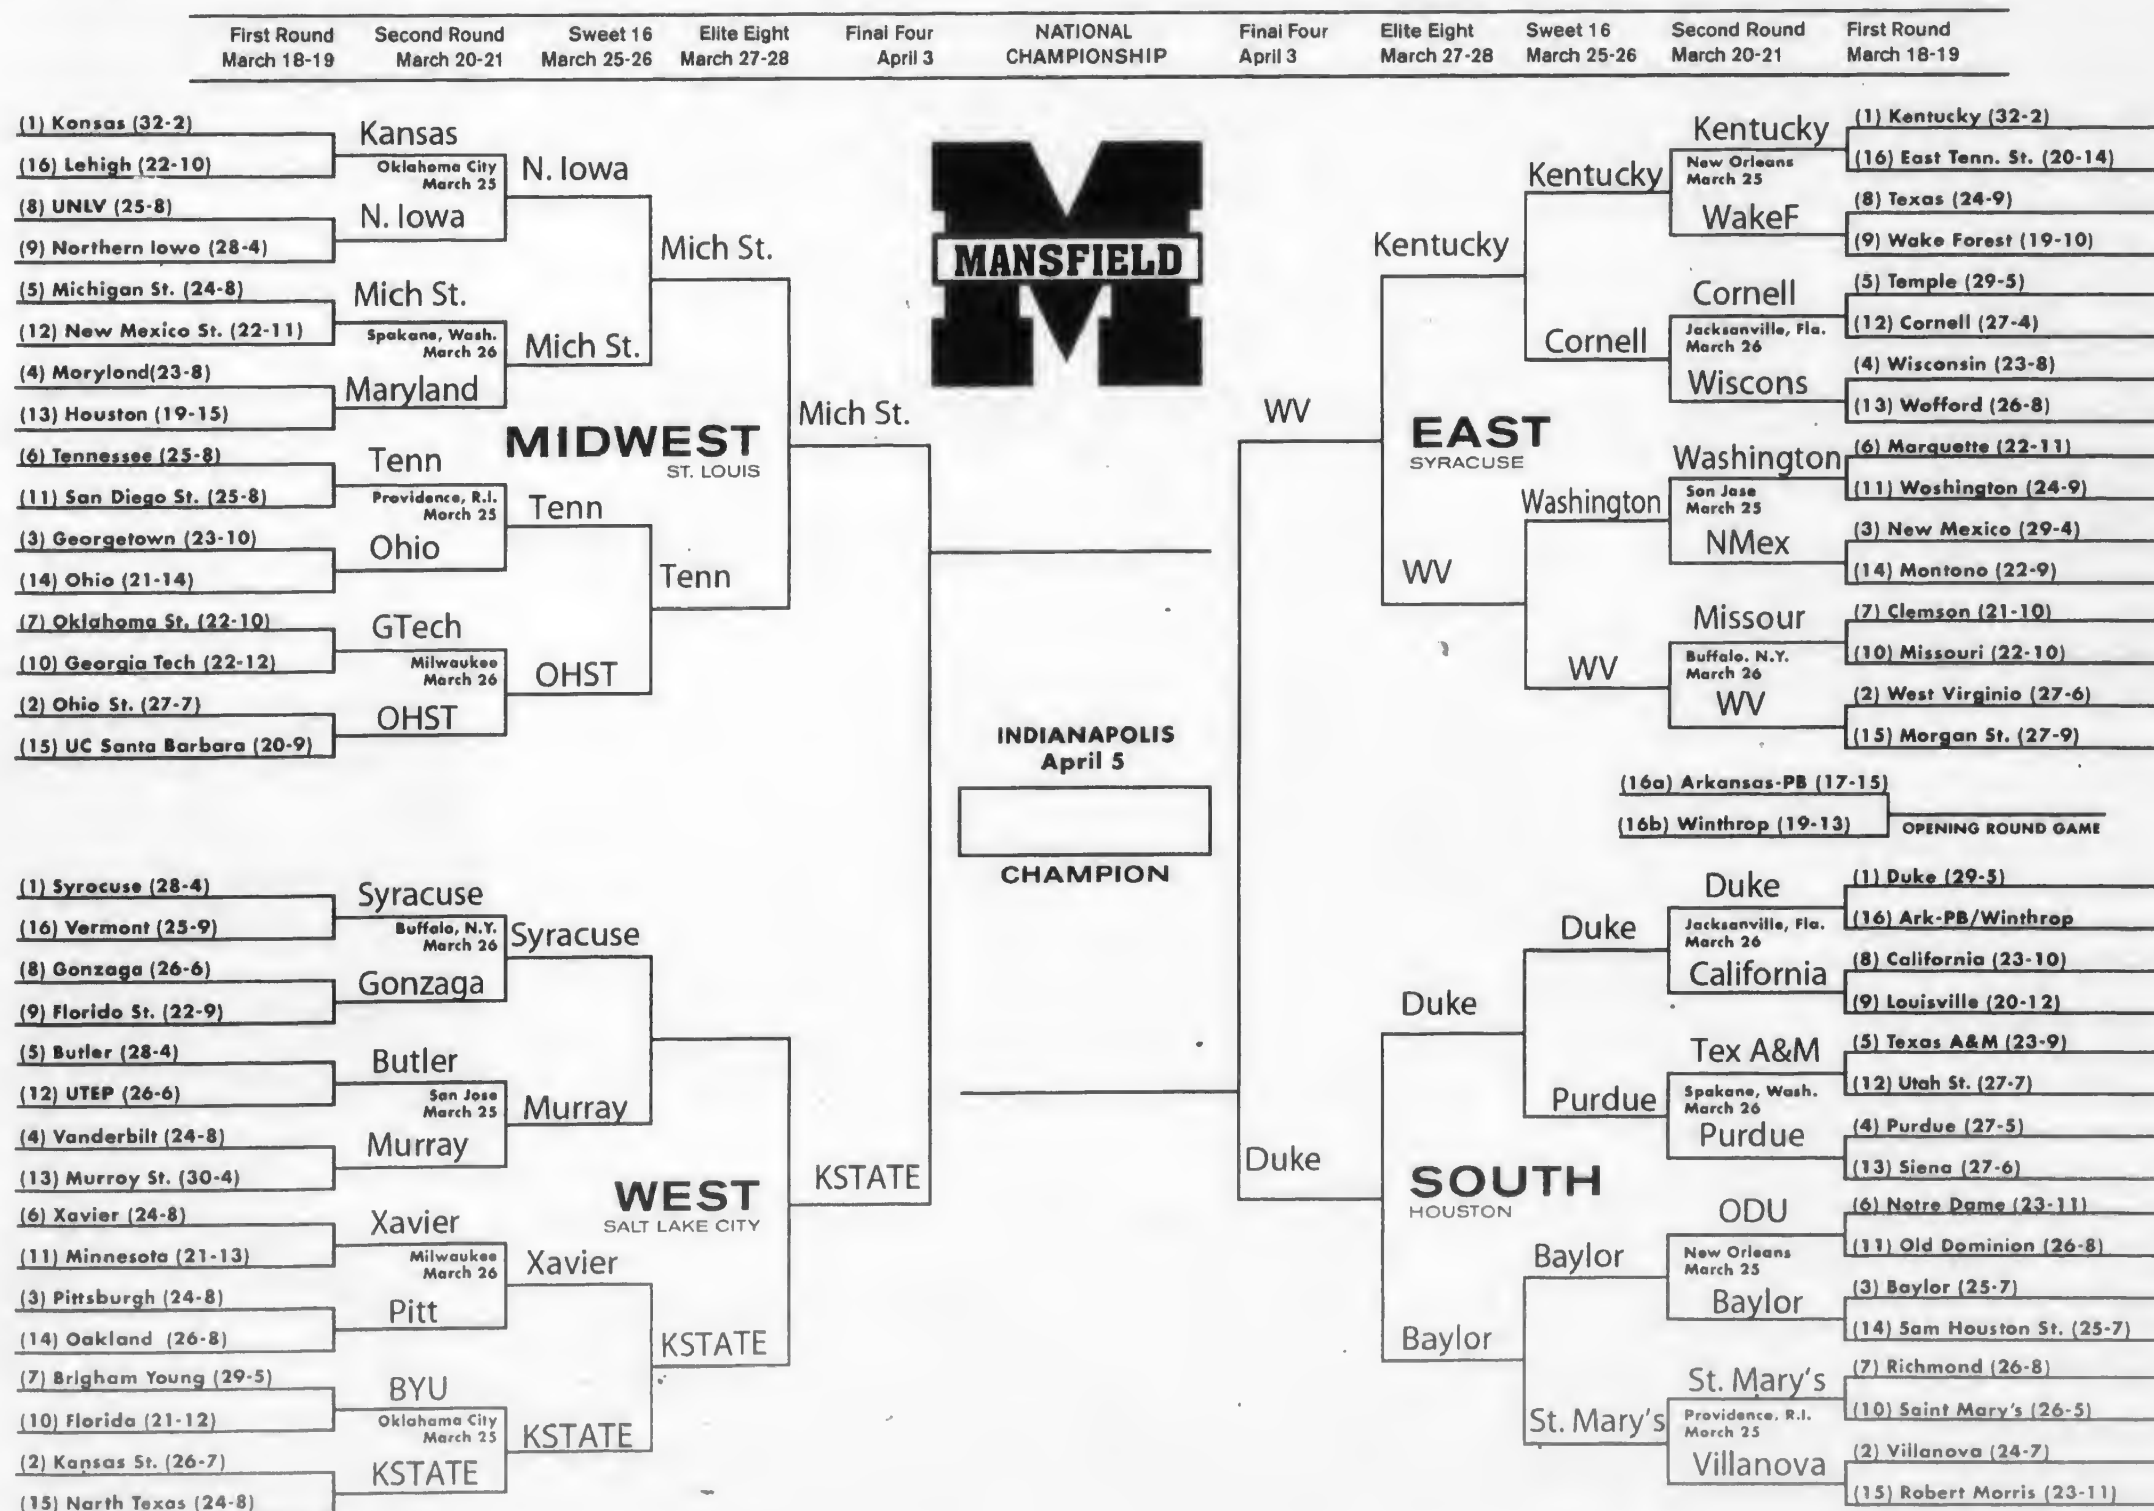 First Round
March 18-19
Second Round
March 20-21
Sweet 16
March 25-26
Elite Eight
March 27-28
Final Four
April 3
NATIONAL
CHAMPIONSHIP
Final Four
April 3
Elite Eight
March 27-28
Sweet 16
March 25-26
Second Round
March 20-21
First Round
March 18-19
(1) Konsas (32-2)
(16) Lehigh (22-10)
(8) UNLV (25-8)
(9) Northern Iowo (28-4)
(5) Michigan St. (24-8)
(12) New Mexico St. (22-11)
(4) Morylond(23-8)
(13) Houston (19-15)
(6) Tennessee (25-8)
(11) San Diego St. (25-8)
(3) Georgetown (23-10)
(14) Ohio (21-14)
(7) Oklahoma St. (22-10)
(10) Georgia Tech (22-12)
(2) Ohio St. (27-7)
(15) UC Santa Barbara (20-9)
Kansas
Oklahoma City
March 25
N. Iowa
Mich St.
Spokane, Wash.
March 26
Maryland
Tenn
Providence, R.I.
Morch 25
Ohio
GTech
Milwaukee
March 26
OHST
N. Iowa
Mich St.
Tenn
OHST
Mich St.
Tenn
MIDWEST
ST. LOUIS
Mich St.
MANSFIELD
INDIANAPOLIS
April 5
CHAMPION
WV
Kentucky
WV
EAST
SYRACUSE
Kentucky
Cornell
Washington
WV
Kentucky
New Orleans
March 25
WakeF
Cornell
Jacksanville, Fla.
March 26
Wiscons
Washington
Son Jase
March 25
NMex
Missour
Buffalo. N.Y.
March 26
WV
(1) Kentucky (32-2)
(16) East Tenn. St. (20-14)
(8) Texas (24-9)
(9) Wake Forest (19-10)
(5) Temple (29-5)
(12) Cornell (27-4)
(4) Wisconsin (23-8)
(13) Wofford (26-8)
(6) Marquette (22-11)
(11) Woshington (24-9)
(3) New Mexico (29-4)
(14) Montono (22-9)
(7) Clemson (21-10)
(10) Missouri (22-10)
(2) West Virginio (27-6)
(15) Morgan St. (27-9)
(16a) Arkansas-PB (17-15)
(16b) Winthrop (19-13)
OPENING ROUND GAME
(1) Syrocuse (28-4)
(16) Vermont (25-9)
(8) Gonzaga (26-6)
(9) Florido St. (22-9)
(5) Butler (28-4)
(12) UTEP (26-6)
(4) Vanderbilt (24-8)
(13) Murroy St. (30-4)
(6) Xavier (24-8)
(11) Minnesota (21-13)
(3) Pittsburgh (24-8)
(14) Oakland (26-8)
(7) Brigham Young (29-5)
(10) Florida (21-12)
(2) Kansas St. (26-7)
(15) Narth Texas (24-8)
Syracuse
Buffalo, N.Y.
March 26
Gonzaga
Butler
San Jose
March 25
Murray
Xavier
Milwaukee
March 26
Pitt
BYU
Oklahoma City
March 25
KSTATE
Syracuse
Murray
Xavier
KSTATE
KSTATE
WEST
SALT LAKE CITY
KSTATE
Duke
Duke
Baylor
SOUTH
HOUSTON
Duke
Purdue
Baylor
St. Mary's
Duke
Jacksanville, Fla.
March 26
California
Tex A&M
Spakane, Wash.
March 26
Purdue
ODU
New Orleans
March 25
Baylor
St. Mary's
Providence, R.I.
Morch 25
Villanova
(1) Duke (29-5)
(16) Ark-PB/Winthrop
(8) California (23-10)
(9) Louisville (20-12)
(5) Texas A&M (23-9)
(12) Utah St. (27-7)
(4) Purdue (27-5)
(13) Siena (27-6)
(6) Notre Dame (23-11)
(11) Old Dominion (26-8)
(3) Baylor (25-7)
(14) Sam Houston St. (25-7)
(7) Richmond (26-8)
(10) Saint Mary's (26-5)
(2) Villanova (24-7)
(15) Robert Morris (23-11)